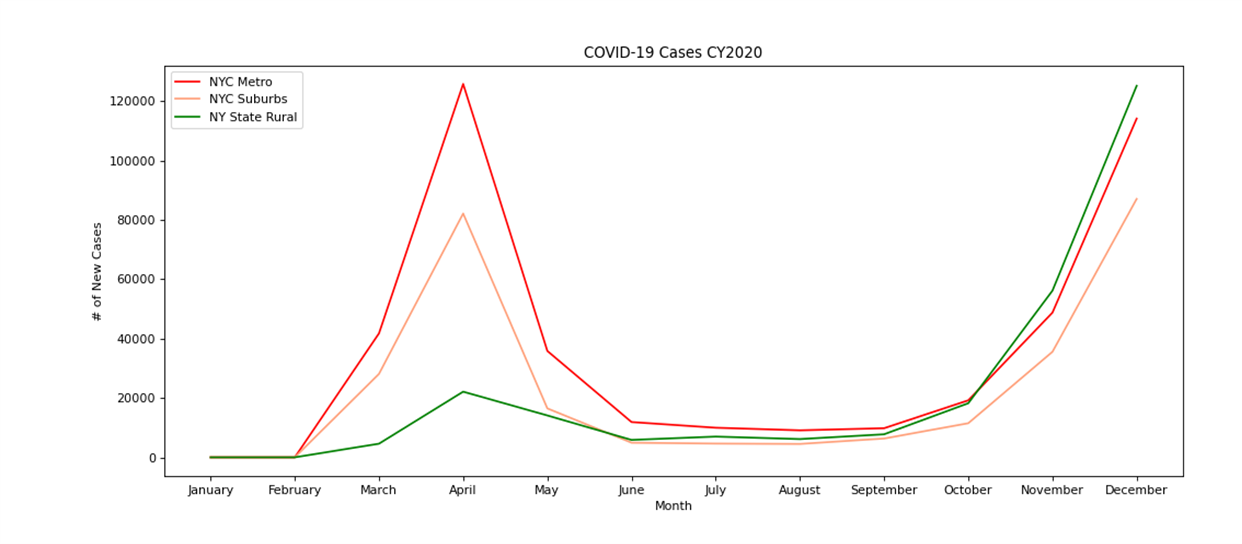 COVID-19 Cases CY2020
NYC Metro
NYC Suburbs
NY State Rural
# of New Cases
120000
100000
80000
60000
40000
20000
0
January February March April May June July August September October November December
Month